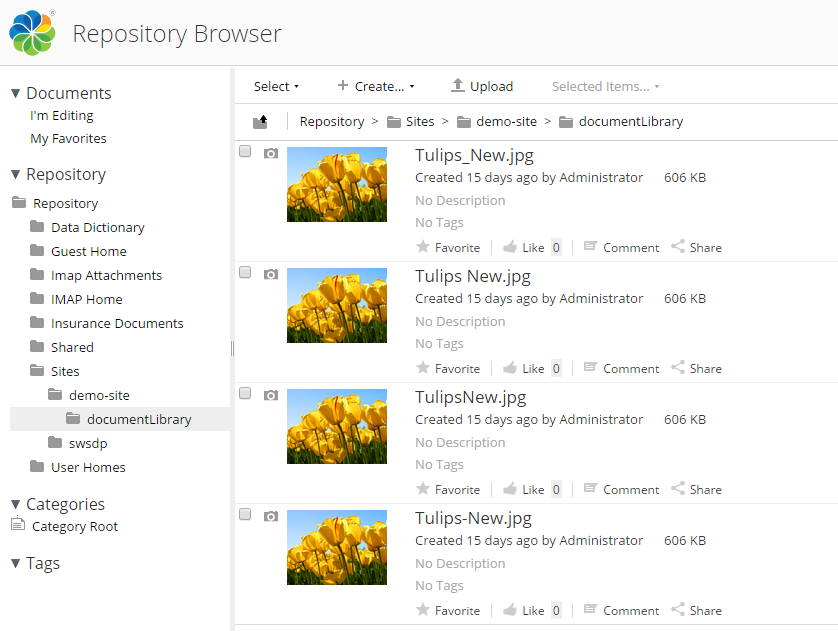 Repository Browser
▼ Documents
I'm Editing
My Favorites
▼ Repository
Repository
Data Dictionary
Guest Home
Imap Attachments
IMAP Home
Insurance Documents
Shared
Sites
demo-site
documentLibrary
swsdp
User Homes
▼ Categories
Category Root
▼ Tags
Select
+ Create...
Upload
Selected Items...
Repository > Sites > demo-site > documentLibrary
Tulips_New.jpg
Created 15 days ago by Administrator 606 KB
No Description
No Tags
Favorite Like 0 Comment Share
Tulips New.jpg
Created 15 days ago by Administrator 606 KB
No Description
No Tags
Favorite Like 0 Comment Share
TulipsNew.jpg
Created 15 days ago by Administrator 606 KB
No Description
No Tags
Favorite Like 0 Comment Share
Tulips-New.jpg
Created 15 days ago by Administrator 606 KB
No Description
No Tags
Favorite Like 0 Comment Share